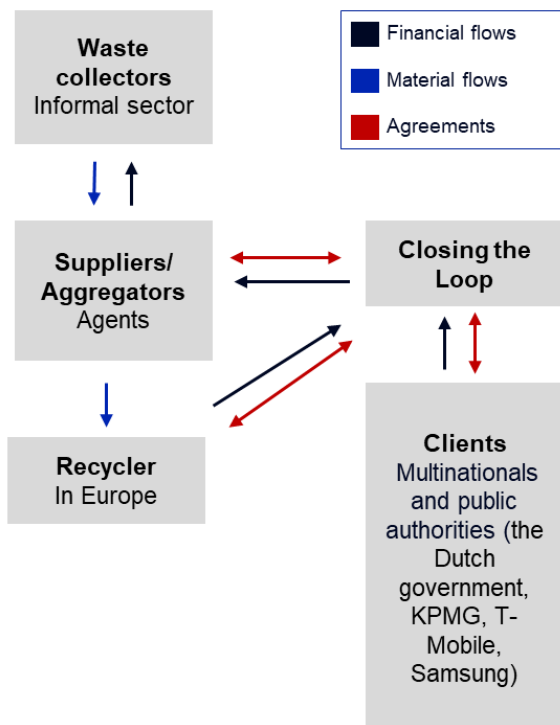 Waste
collectors
Informal sector
Financial flows
Material flows
Agreements
Suppliers/
Aggregators
Agents
Closing the
Loop
Recycler
In Europe
Clients
Multinationals
and public
authorities (the
Dutch
government,
KPMG, T-
Mobile,
Samsung)